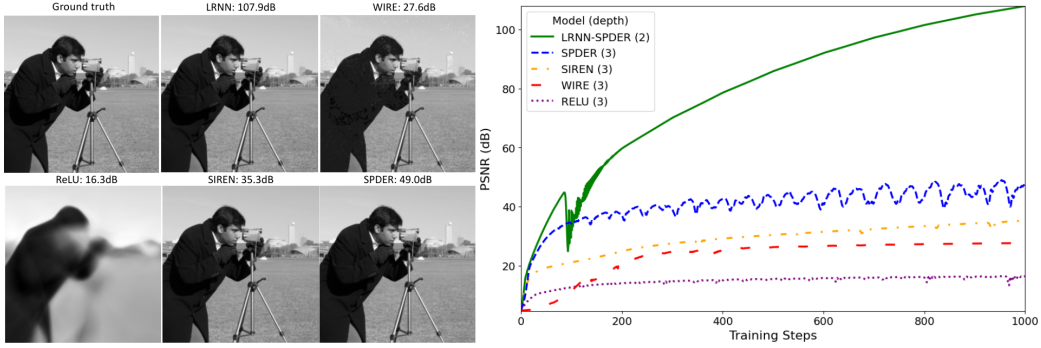 Ground truth
LRNN: 107.9dB
WIRE: 27.6dB
ReLU: 16.3dB
SIREN: 35.3dB
SPDER: 49.0dB
PSNR (dB)
100
80
60
40
20
Model (depth)
LRNN-SPDER (2)
SPDER (3)
SIREN (3)
WIRE (3)
RELU (3)
0
200
400
600
800
1000
Training Steps